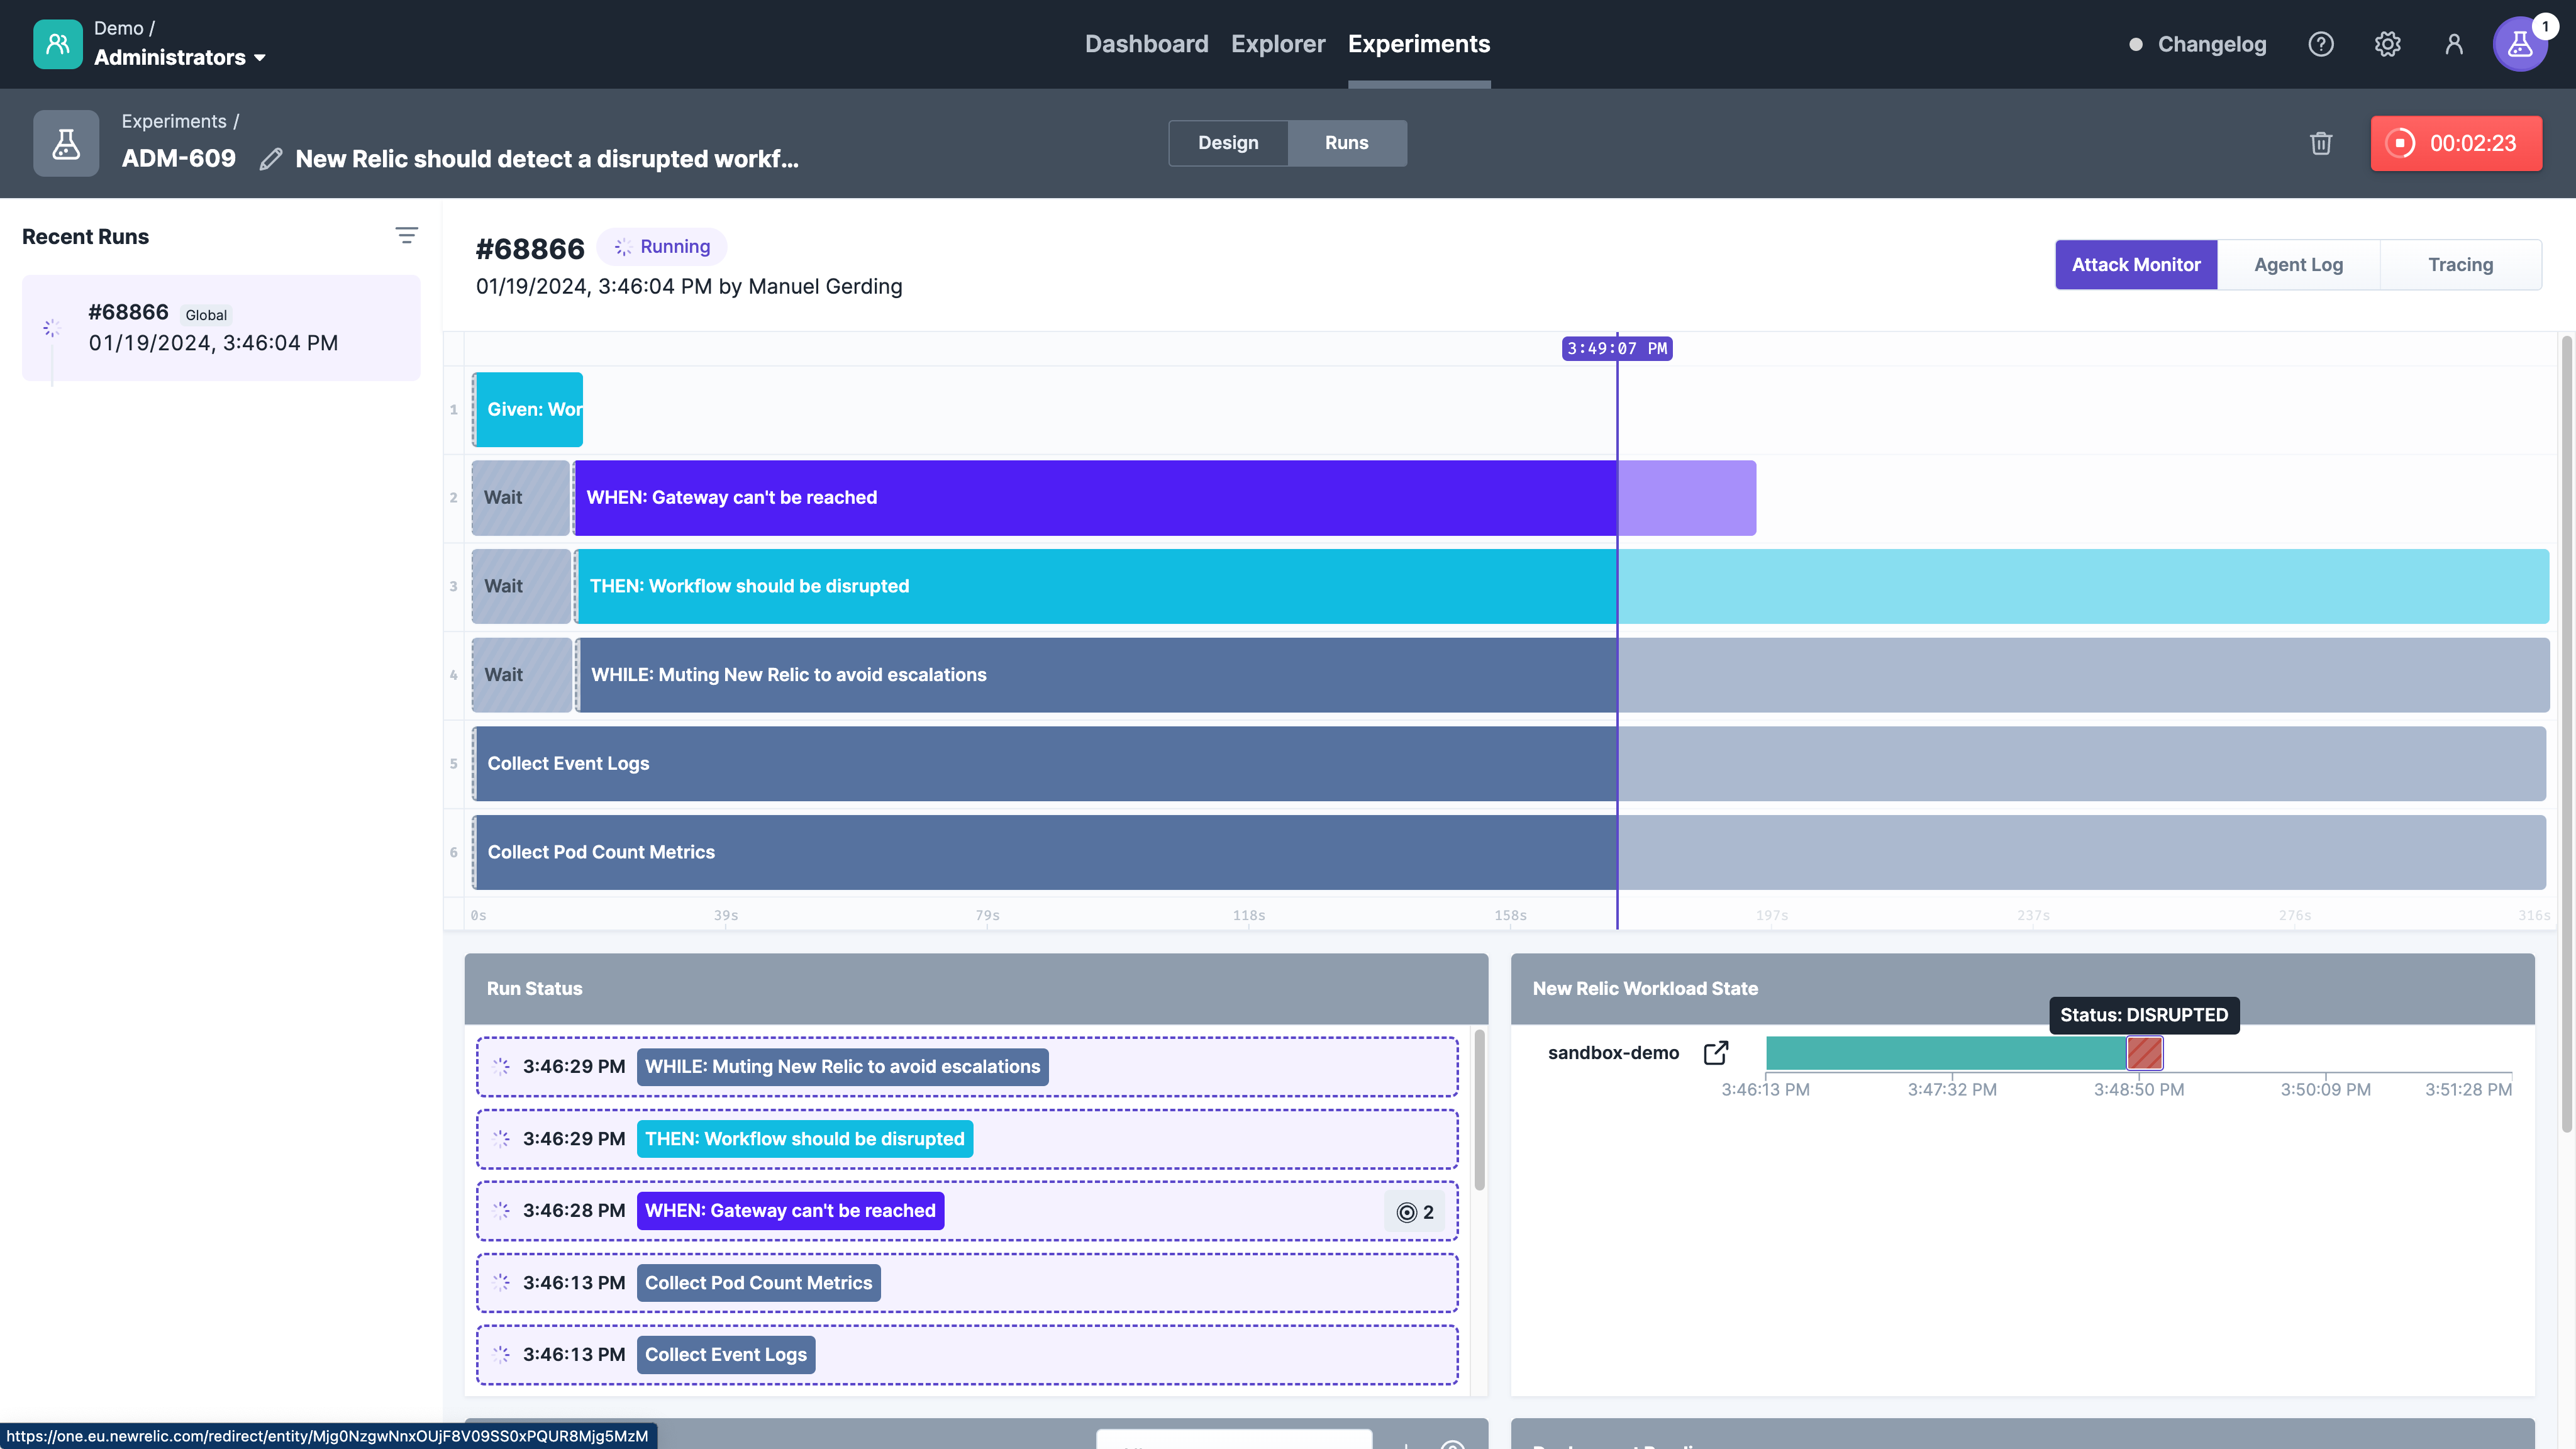 Demo /
Administrators
Dashboard
Explorer
Experiments
Changelog
1
Experiments /
ADM-609
New Relic should detect a disrupted workf...
Design
Runs
00:02:23
Recent Runs
#68866 Global
01/19/2024, 3:46:04 PM
#68866 Running
01/19/2024, 3:46:04 PM by Manuel Gerding
Attack Monitor
Agent Log
Tracing
3:49:07 PM
1
Given: Wor
2
Wait
WHEN: Gateway can't be reached
3
Wait
THEN: Workflow should be disrupted
4
Wait
WHILE: Muting New Relic to avoid escalations
5
Collect Event Logs
6
Collect Pod Count Metrics
0s 39s 79s 118s 158s 197s 237s 276s 316s
Run Status
3:46:29 PM WHILE: Muting New Relic to avoid escalations
3:46:29 PM THEN: Workflow should be disrupted
3:46:28 PM WHEN: Gateway can't be reached 2
3:46:13 PM Collect Pod Count Metrics
3:46:13 PM Collect Event Logs
New Relic Workload State
Status: DISRUPTED
sandbox-demo
3:46:13 PM 3:47:32 PM 3:48:50 PM 3:50:09 PM 3:51:28 PM
https://one.eu.newrelic.com/redirect/entity/Mjg0NzgwNnxOUjF8V09SS0xPQUR8Mjg5MzM